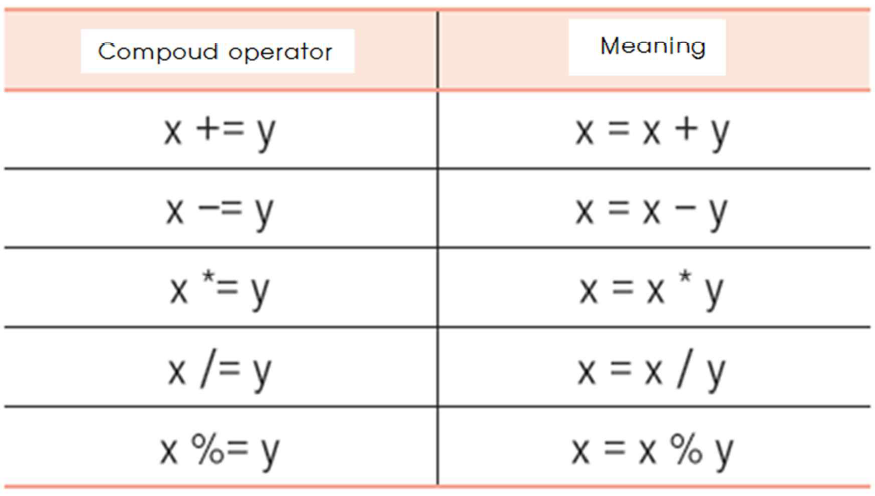 Compoud operator Meaning
x += y x = x + y
x -= y x = x - y
x *= y x = x * y
x /= y x = x / y
x %= y x = x % y